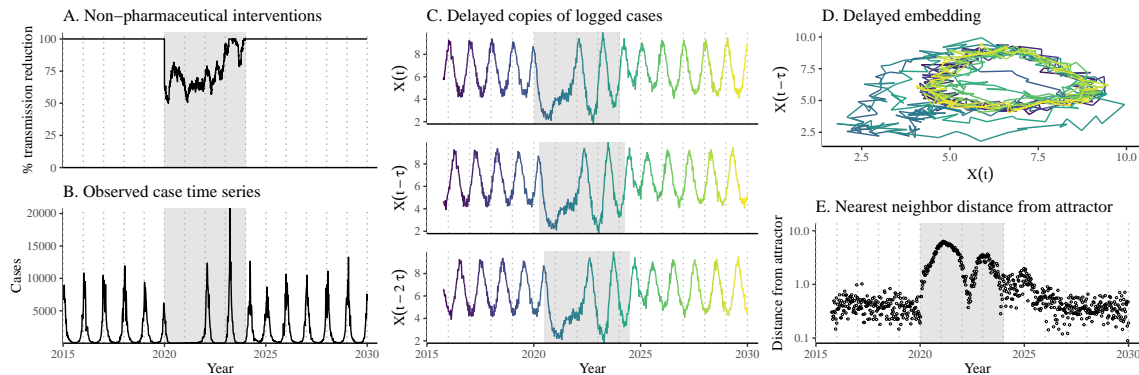 A. Non−pharmaceutical interventions
% transmission reduction
100
75
50
25
0
B. Observed case time series
Cases
20000
15000
10000
5000
2015
2020
2025
2030
Year
C. Delayed copies of logged cases
X(t)
8
6
4
2
X(t − τ)
8
6
4
2
X(t − 2 τ)
8
6
4
2
2020
2025
2030
Year
D. Delayed embedding
X(t − τ)
10.0
7.5
5.0
2.5
2.5
5.0
7.5
10.0
X(t)
E. Nearest neighbor distance from attractor
Distance from attractor
10.0
1.0
0.1
2015
2020
2025
2030
Year